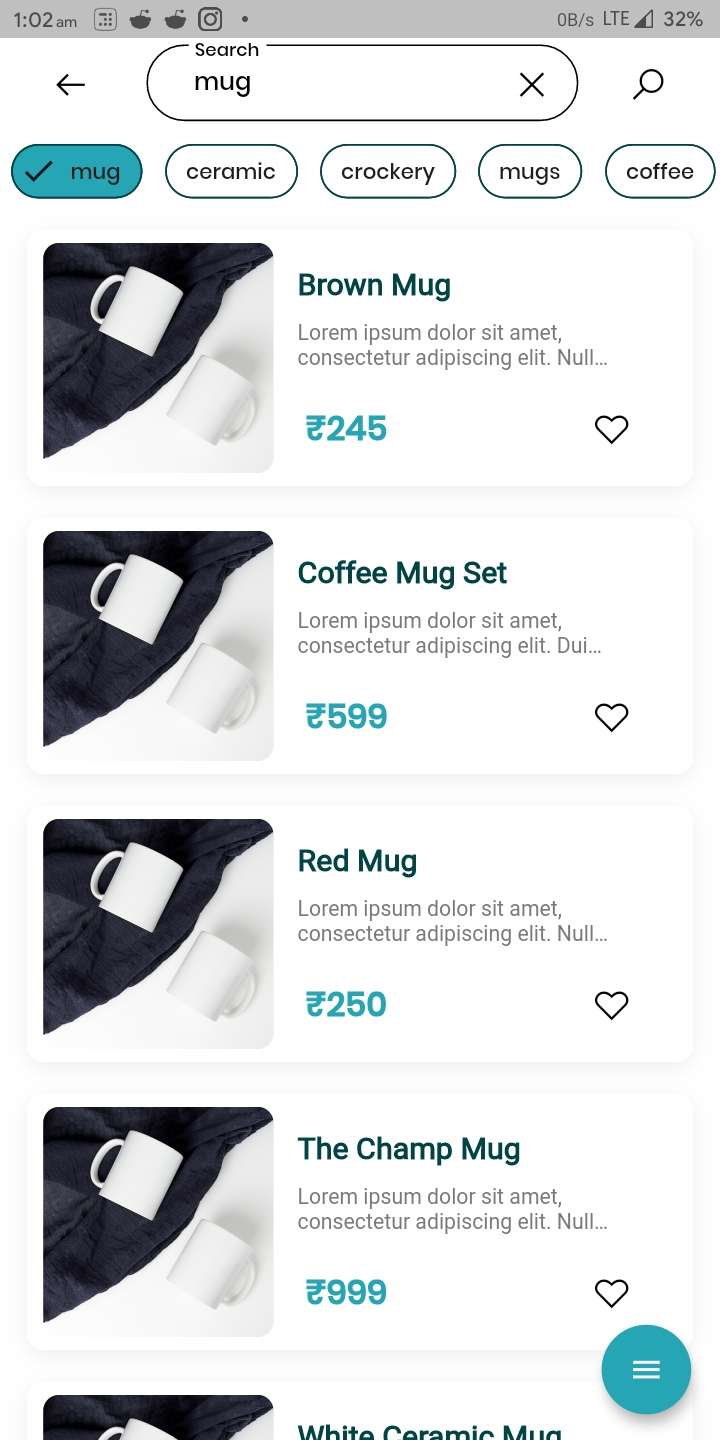 1:02 am
0B/s LTE 32%
Search
mug
mug ceramic crockery mugs coffee
Brown Mug
Lorem ipsum dolor sit amet,
consectetur adipiscing elit. Null...
₹245
Coffee Mug Set
Lorem ipsum dolor sit amet,
consectetur adipiscing elit. Dui...
₹599
Red Mug
Lorem ipsum dolor sit amet,
consectetur adipiscing elit. Null...
₹250
The Champ Mug
Lorem ipsum dolor sit amet,
consectetur adipiscing elit. Null...
₹999
White Ceramic Mug